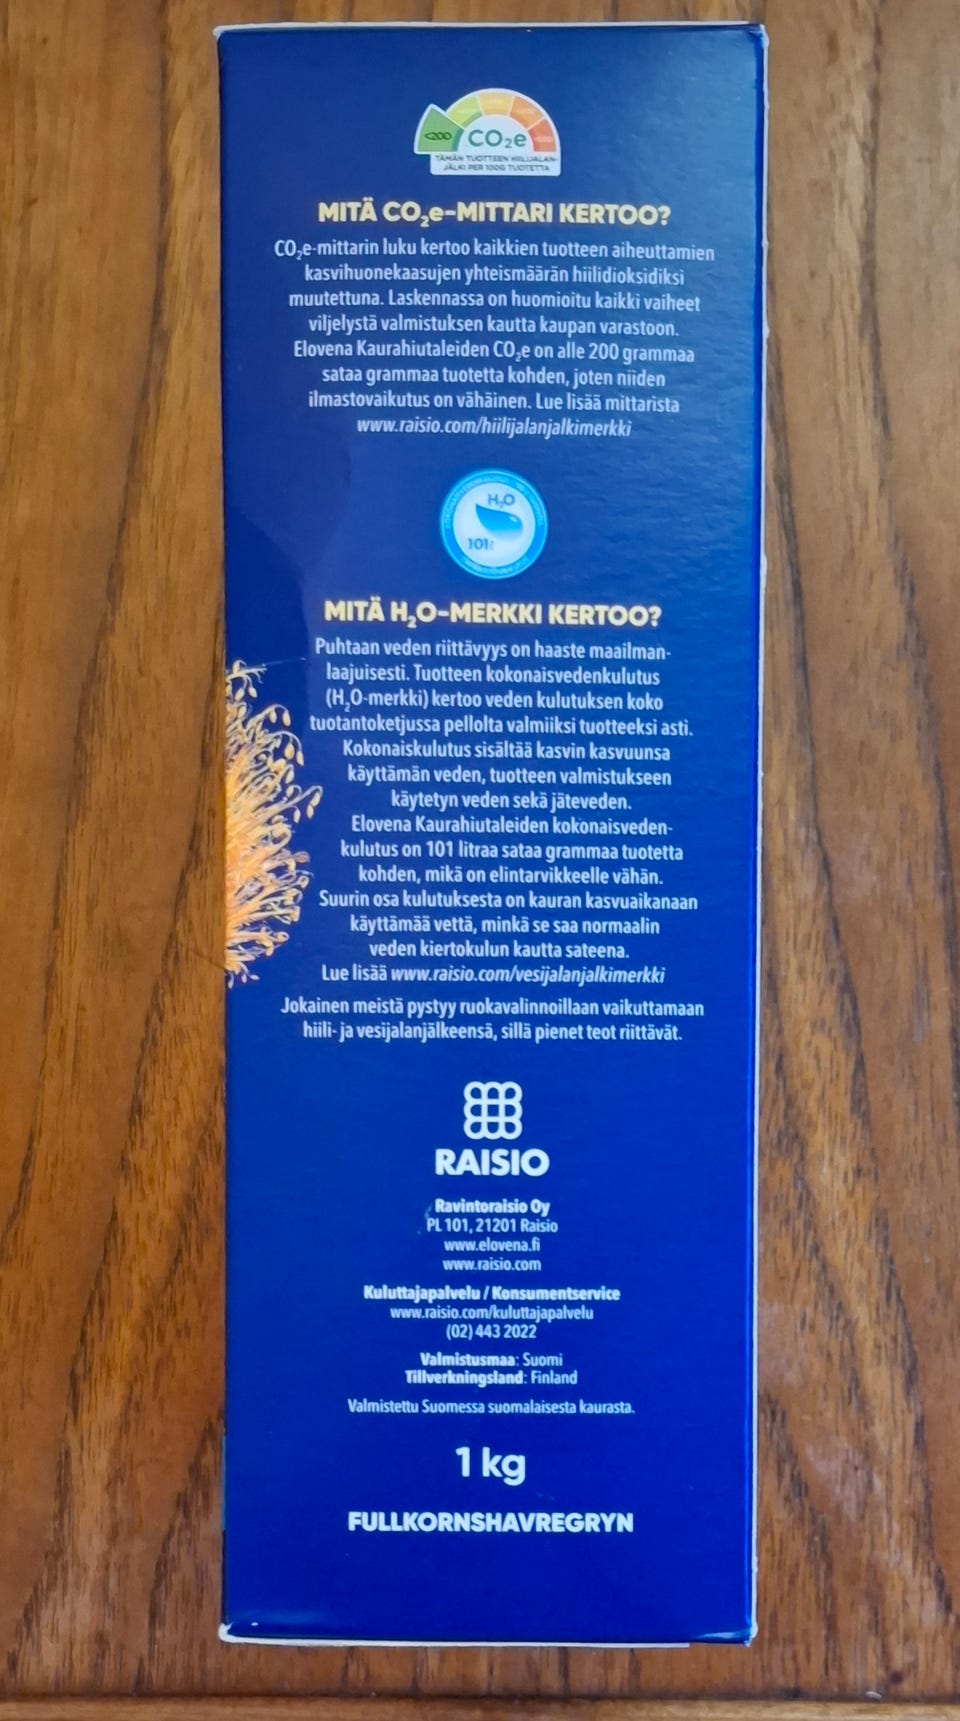 <200
CO₂e
TÄMÄN TUOTTEEN HIILIJALAN-
JÄLKI PER 100G TUOTETTA
MITÄ CO₂e-MITTARI KERTOO?
CO₂e-mittarin luku kertoo kaikkien tuotteen aiheuttamien
kasvihuonekaasujen yhteismäärän hiilidioksidiksi
muutettuna. Laskennassa on huomioitu kaikki vaiheet
viljelystä valmistuksen kautta kaupan varastoon.
Elovena Kaurahiutaleiden CO₂e on alle 200 grammaa
sataa grammaa tuotetta kohden, joten niiden
ilmastovaikutus on vähäinen. Lue lisää mittarista
www.raisio.com/hiilijalanjalkimerkki
H₂O
101
MITÄ H₂O-MERKKI KERTOO?
Puhtaan veden riittävyys on haaste maailman-
laajuisesti. Tuotteen kokonaisvedenkulutus
(H₂O-merkki) kertoo veden kulutuksen koko
tuotantoketjussa pellolta valmiiksi tuotteeksi asti.
Kokonaiskulutus sisältää kasvin kasvuunsa
käyttämän veden, tuotteen valmistukseen
käytetyn veden sekä jäteveden.
Elovena Kaurahiutaleiden kokonaisveden-
kulutus on 101 litraa sataa grammaa tuotetta
kohden, mikä on elintarvikkeelle vähän.
Suurin osa kulutuksesta on kauran kasvuaikanaan
käyttämää vettä, minkä se saa normaalin
veden kiertokulun kautta sateena.
Lue lisää www.raisio.com/vesijalanjalkimerkki
Jokainen meistä pystyy ruokavalinnoillaan vaikuttamaan
hiili- ja vesijalanjälkeensä, sillä pienet teot riittävät.
RAISIO
Ravintoraisio Oy
PL 101, 21201 Raisio
www.elovena.fi
www.raisio.com
Kuluttajapalvelu / Konsumentservice
www.raisio.com/kuluttajapalvelu
(02) 443 2022
Valmistusmaa: Suomi
Tillverkningsland: Finland
Valmistettu Suomessa suomalaisesta kaurasta.
1 kg
FULLKORNSHAVREGRYN